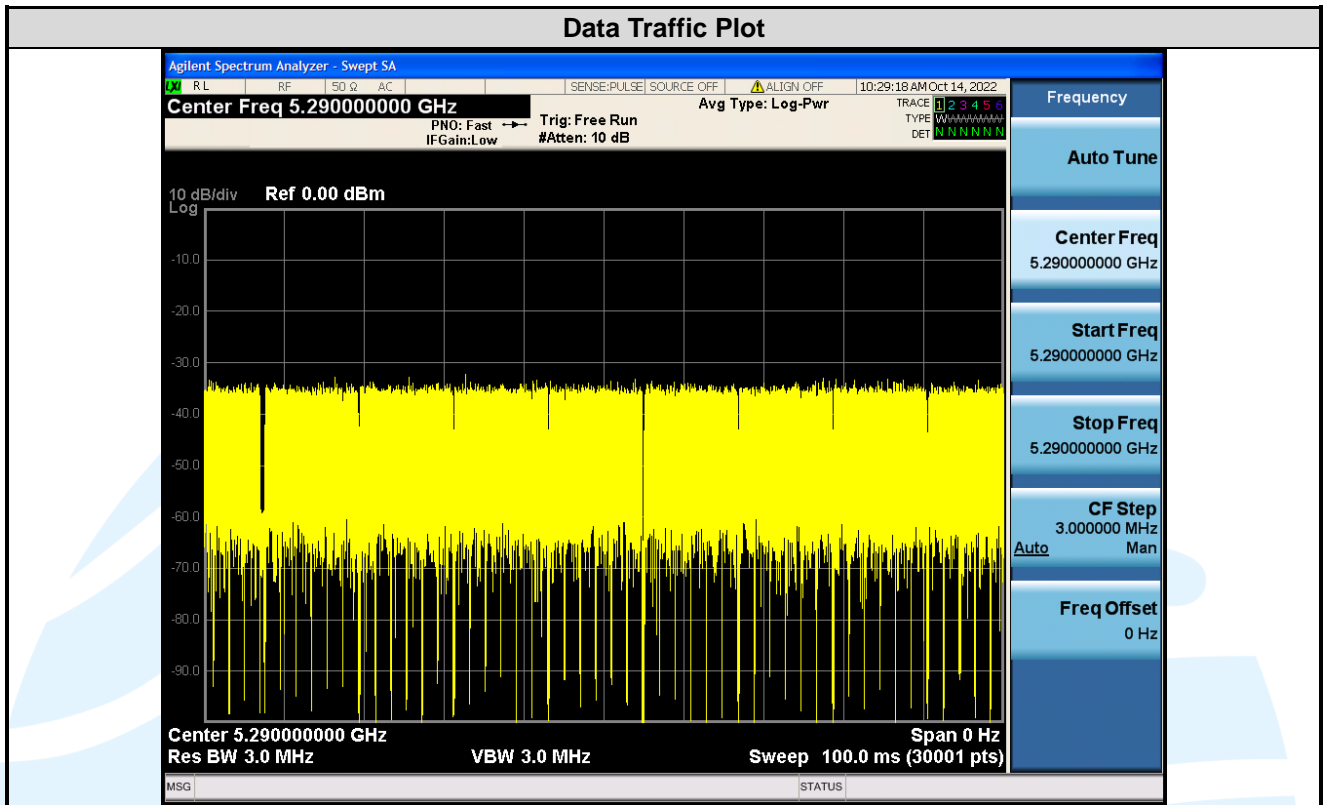 Data Traffic Plot
Agilent Spectrum Analyzer - Swept SA
LXI RL RF 50 Ω AC SENSE:PULSE SOURCE OFF ALIGN OFF 10:29:18 AM Oct 14, 2022
Center Freq 5.290000000 GHz Avg Type: Log-Pwr TRACE 1 2 3 4 5 6
PNO: Fast Trig: Free Run TYPE W
IFGain:Low #Atten: 10 dB DET N N N N N N
10 dB/div Ref 0.00 dBm
Log
-10.0
-20.0
-30.0
-40.0
-50.0
-60.0
-70.0
-80.0
-90.0
Center 5.290000000 GHz Span 0 Hz
Res BW 3.0 MHz VBW 3.0 MHz Sweep 100.0 ms (30001 pts)
MSG STATUS
Frequency
Auto Tune
Center Freq
5.290000000 GHz
Start Freq
5.290000000 GHz
Stop Freq
5.290000000 GHz
CF Step
3.000000 MHz
Auto Man
Freq Offset
0 Hz